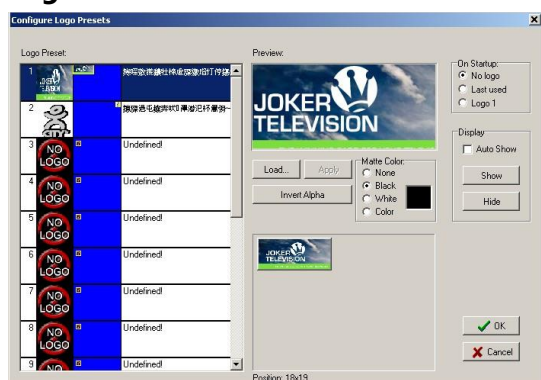 Configure Logo Presets
Logo Preset:
1
2
3 NO LOGO Undefined!
4 NO LOGO Undefined!
5 NO LOGO Undefined!
6 NO LOGO Undefined!
7 NO LOGO Undefined!
8 NO LOGO Undefined!
9 NO Undefined!
Preview:
JOKER
TELEVISION
Load...
Apply
Invert Alpha
Matte Color:
None
Black
White
Color
JOKER
TELEVISION
Position: 18x19
On Startup:
No logo
Last used
Logo 1
Display
Auto Show
Show
Hide
OK
Cancel